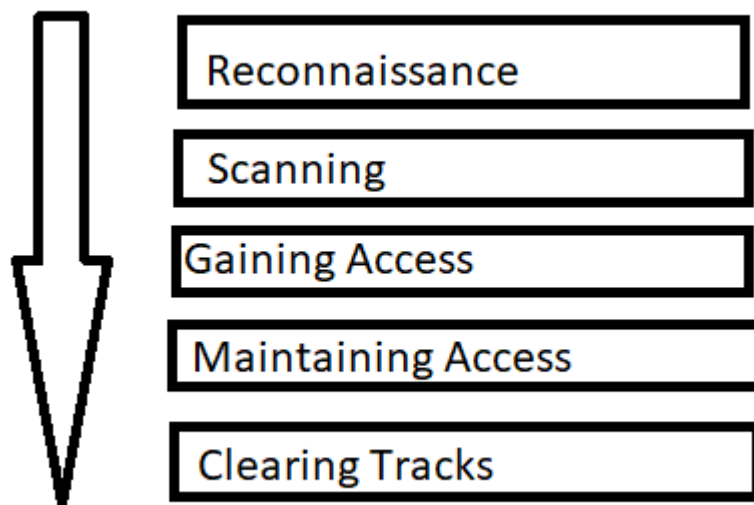 Reconnaissance
Scanning
Gaining Access
Maintaining Access
Clearing Tracks